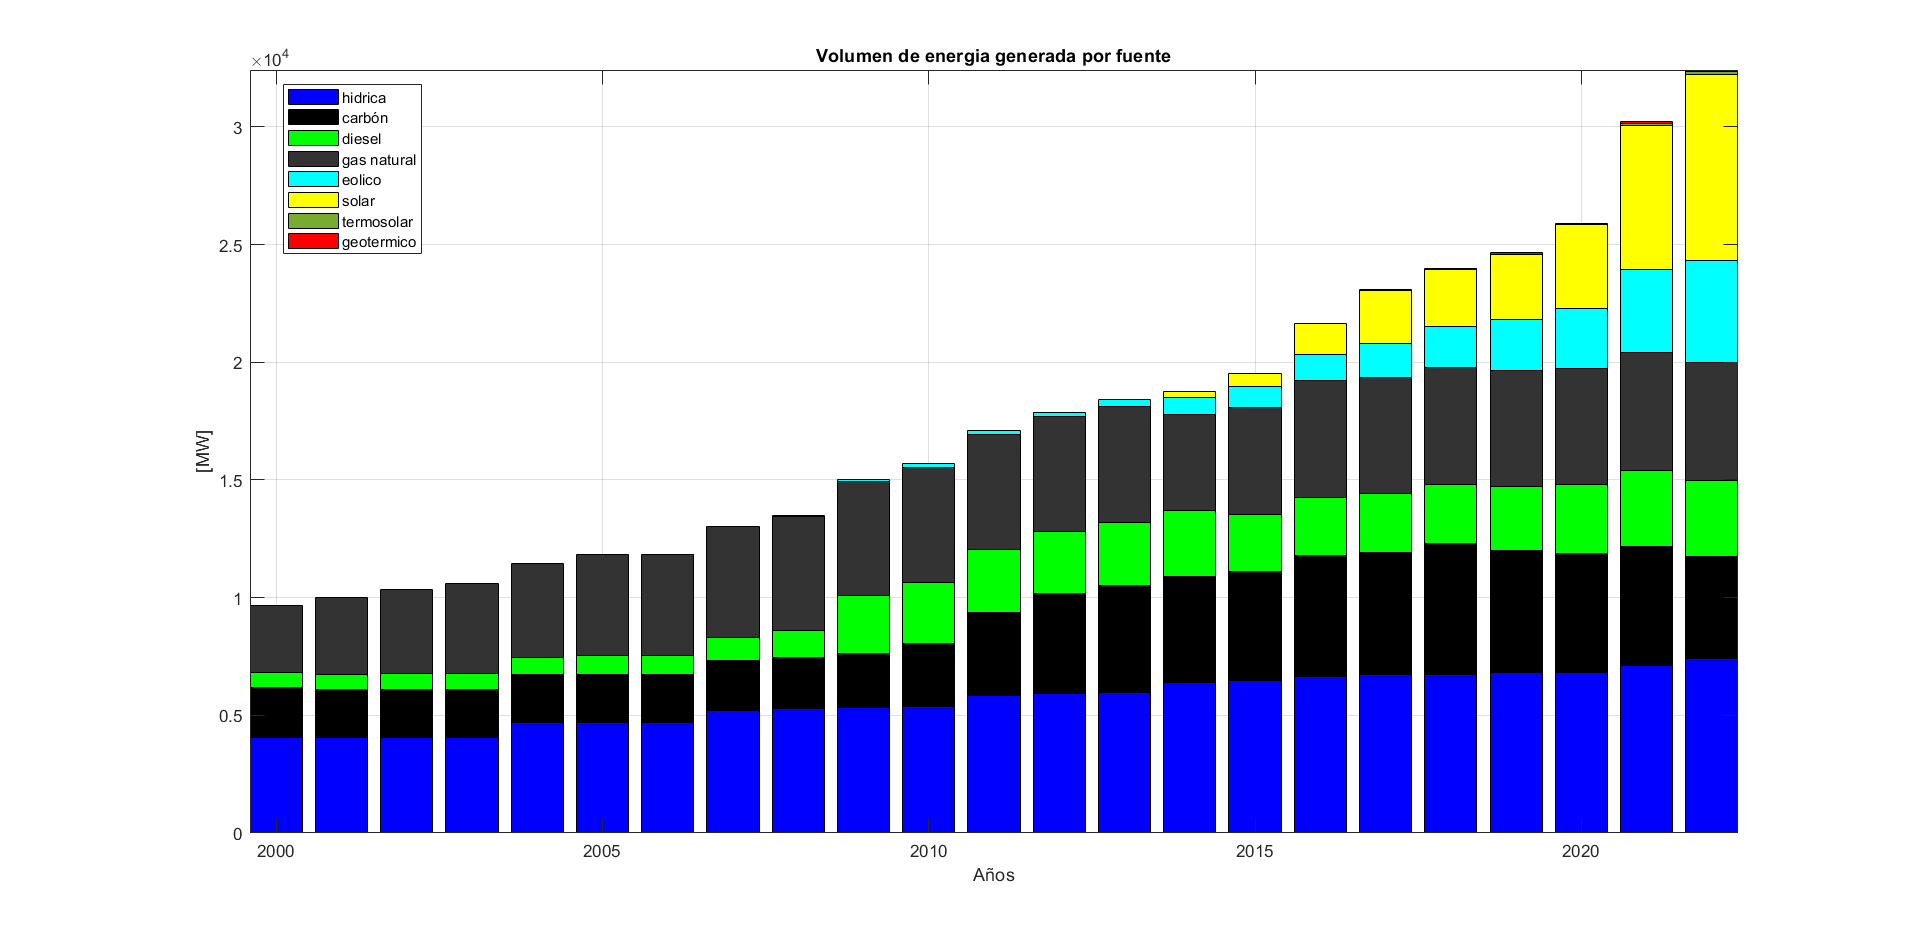 Volumen de energia generada por fuente
×10⁴
hidrica
carbón
diesel
gas natural
eolico
solar
termosolar
geotermico
3
2.5
2
1.5
1
0.5
0
[MW]
2000 2005 2010 2015 2020
Años